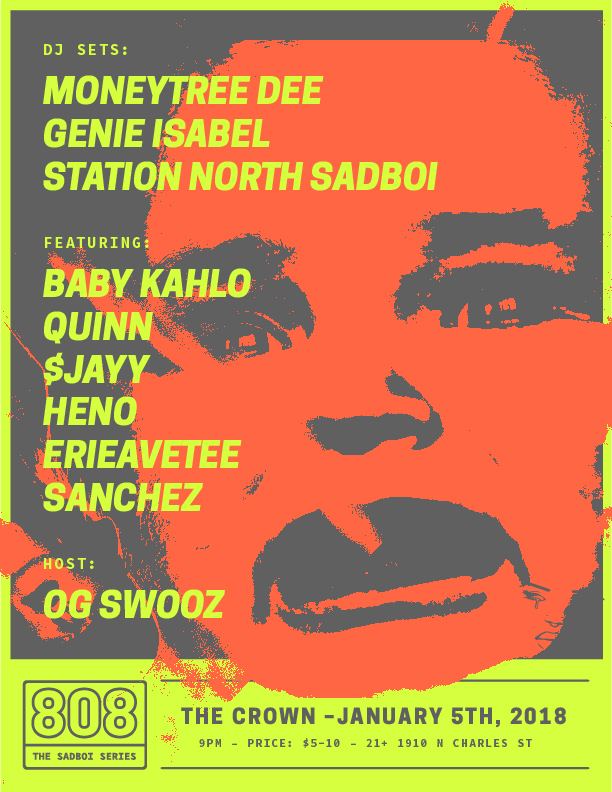 DJ SETS:
MONEYTREE DEE
GENIE ISABEL
STATION NORTH SADBOI
FEATURING:
BABY KAHLO
QUINN
$JAYY
HENO
ERIEAVETEE
SANCHEZ
HOST:
OG SWOOZ
808
THE SADBOI SERIES
THE CROWN –JANUARY 5TH, 2018
9PM – PRICE: $5–10 – 21+ 1910 N CHARLES ST